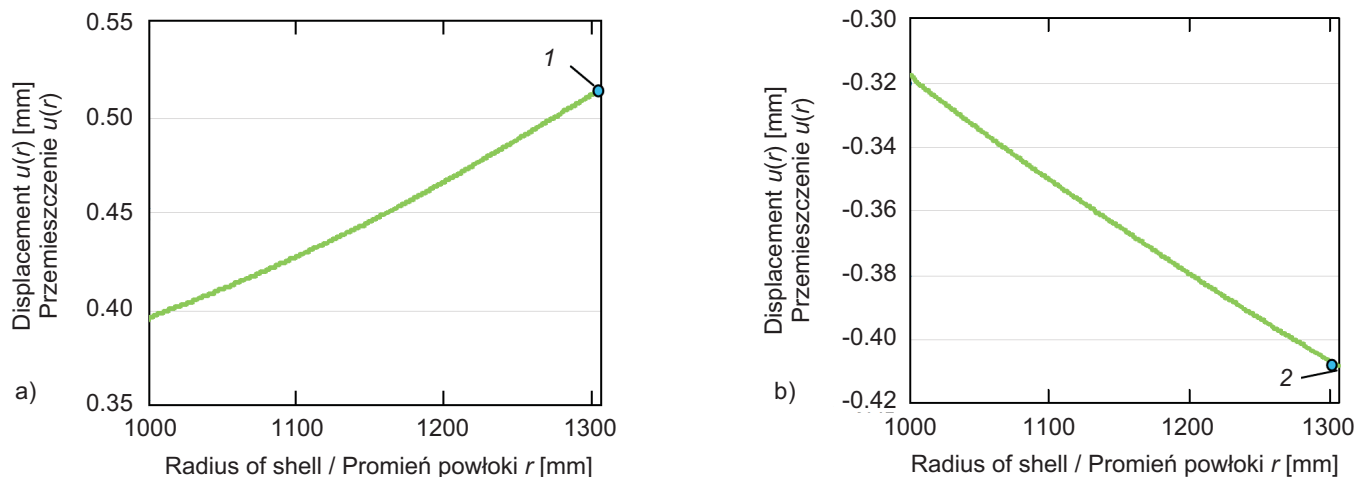 Displacement u(r) [mm]
Przemieszczenie u(r)
0.55
0.50
0.45
0.40
0.35
1
a)
1000 1100 1200 1300
Radius of shell / Promień powłoki r [mm]
Displacement u(r) [mm]
Przemieszczenie u(r)
-0.30
-0.32
-0.34
-0.36
-0.38
-0.40
-0.42
2
b)
1000 1100 1200 1300
Radius of shell / Promień powłoki r [mm]